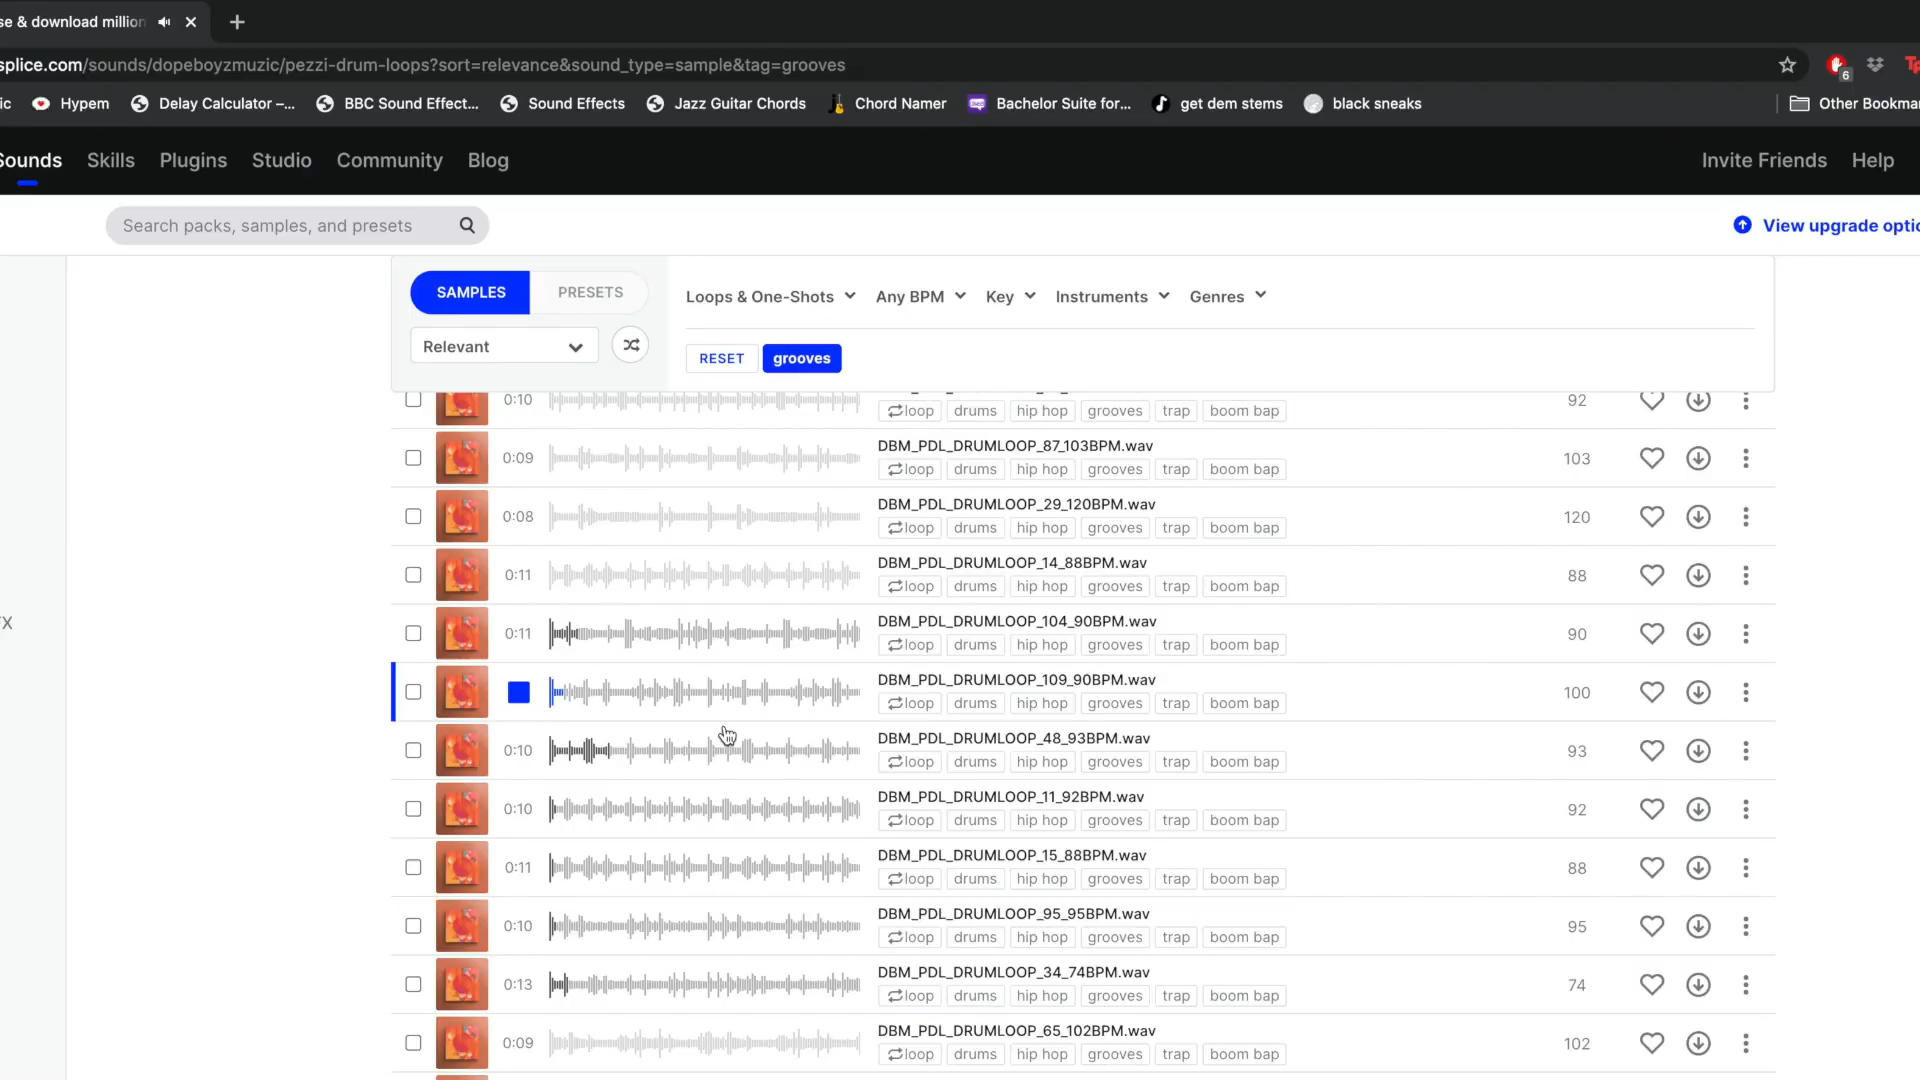 se & download million
splice.com/sounds/dopeboyzmuzic/pezzi-drum-loops?sort=relevance&sound_type=sample&tag=grooves
6
ic Hypem Delay Calculator –... BBC Sound Effect... Sound Effects Jazz Guitar Chords Chord Namer Bachelor Suite for... get dem stems black sneaks Other Bookmar
Sounds Skills Plugins Studio Community Blog Invite Friends Help
Search packs, samples, and presets View upgrade optio
SAMPLES PRESETS Loops & One-Shots Any BPM Key Instruments Genres
Relevant RESET grooves
0:10 92
loop drums hip hop grooves trap boom bap
DBM_PDL_DRUMLOOP_87_103BPM.wav
0:09 103
loop drums hip hop grooves trap boom bap
DBM_PDL_DRUMLOOP_29_120BPM.wav
0:08 120
loop drums hip hop grooves trap boom bap
DBM_PDL_DRUMLOOP_14_88BPM.wav
0:11 88
loop drums hip hop grooves trap boom bap
DBM_PDL_DRUMLOOP_104_90BPM.wav
0:11 90
loop drums hip hop grooves trap boom bap
DBM_PDL_DRUMLOOP_109_90BPM.wav
100
loop drums hip hop grooves trap boom bap
DBM_PDL_DRUMLOOP_48_93BPM.wav
0:10 93
loop drums hip hop grooves trap boom bap
DBM_PDL_DRUMLOOP_11_92BPM.wav
0:10 92
loop drums hip hop grooves trap boom bap
DBM_PDL_DRUMLOOP_15_88BPM.wav
0:11 88
loop drums hip hop grooves trap boom bap
DBM_PDL_DRUMLOOP_95_95BPM.wav
0:10 95
loop drums hip hop grooves trap boom bap
DBM_PDL_DRUMLOOP_34_74BPM.wav
0:13 74
loop drums hip hop grooves trap boom bap
DBM_PDL_DRUMLOOP_65_102BPM.wav
0:09 102
loop drums hip hop grooves trap boom bap